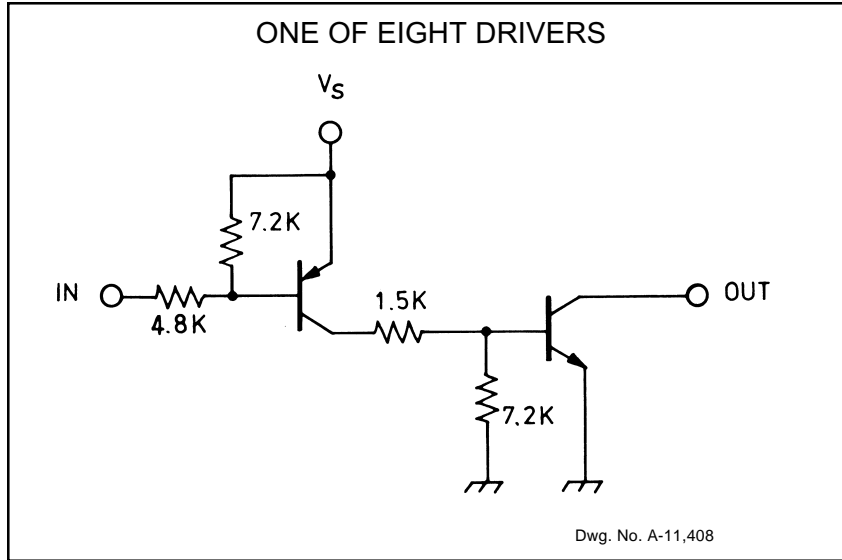 ONE OF EIGHT DRIVERS
VS
7.2K
IN
4.8K
1.5K
OUT
7.2K
Dwg. No. A-11,408